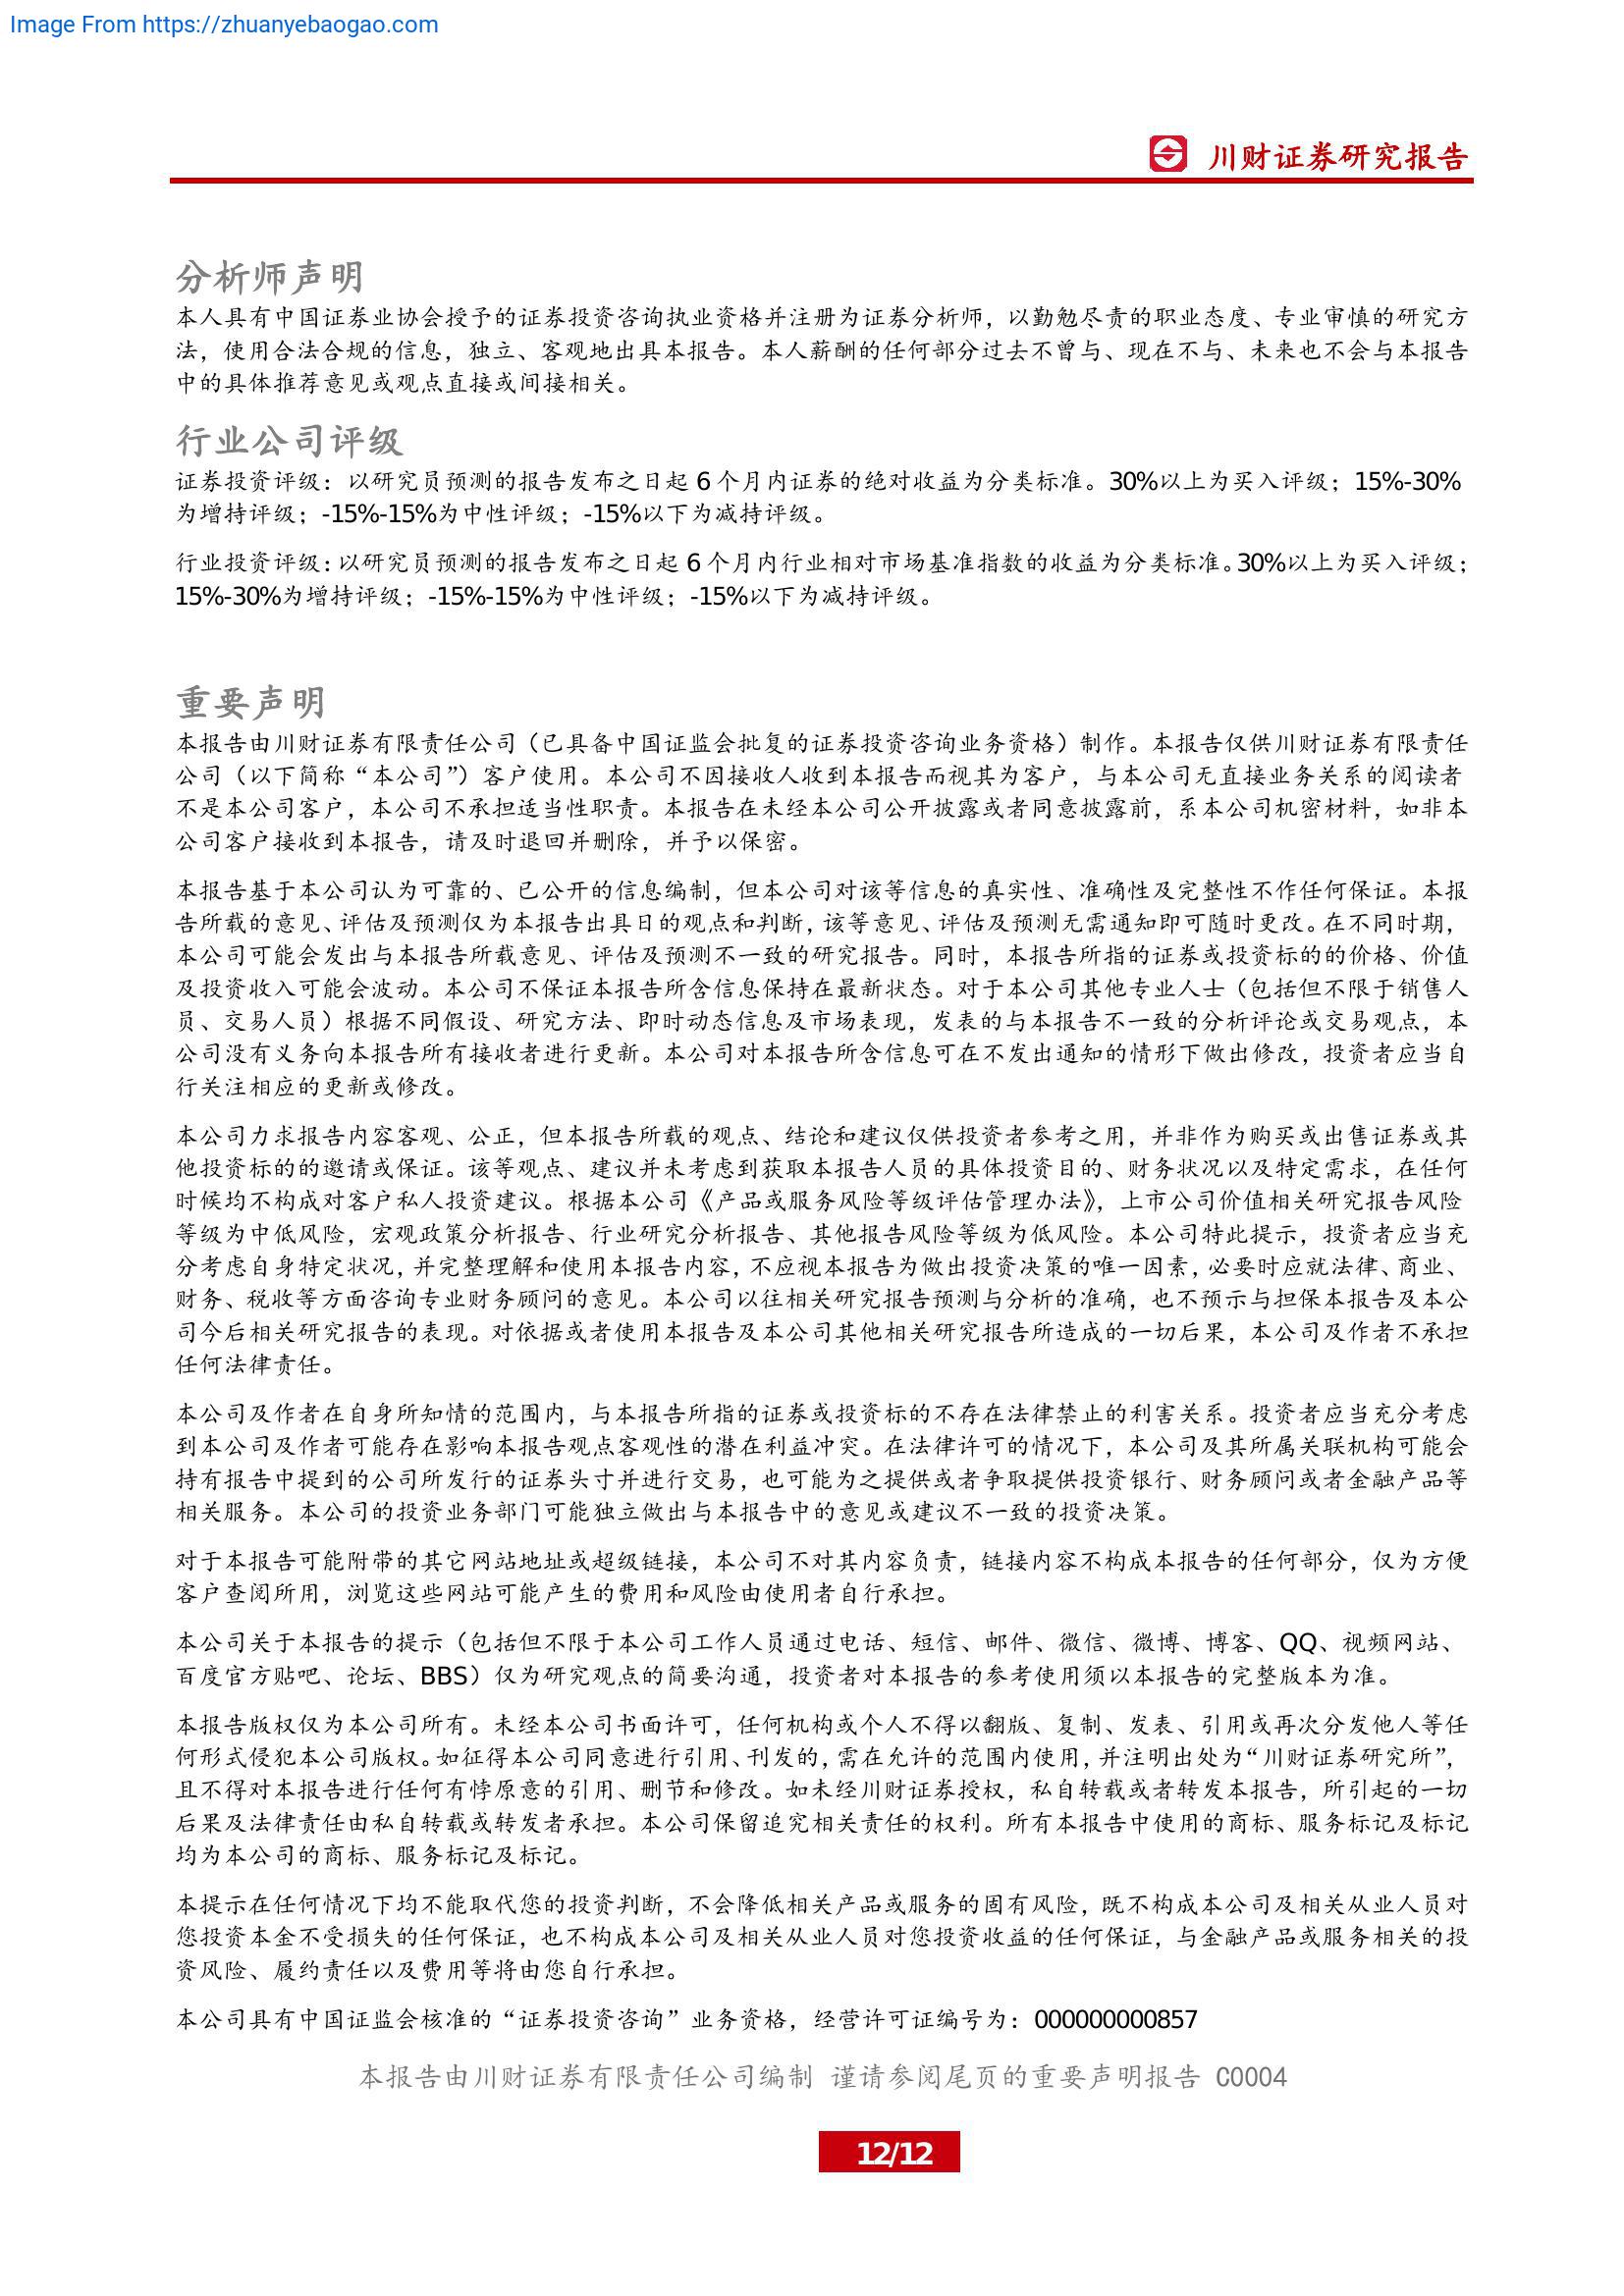 Image From https://zhuanyebaogao.com
川财证券研究报告
分析师声明
本人具有中国证券业协会授予的证券投资咨询执业资格并注册为证券分析师，以勤勉尽责的职业态度、专业审慎的研究方
法，使用合法合规的信息，独立、客观地出具本报告。本人薪酬的任何部分过去不曾与、现在不与、未来也不会与本报告
中的具体推荐意见或观点直接或间接相关。
行业公司评级
证券投资评级：以研究员预测的报告发布之日起 6 个月内证券的绝对收益为分类标准。30%以上为买入评级；15%-30%
为增持评级；-15%-15%为中性评级；-15%以下为减持评级。
行业投资评级：以研究员预测的报告发布之日起 6 个月内行业相对市场基准指数的收益为分类标准。30%以上为买入评级；
15%-30%为增持评级；-15%-15%为中性评级；-15%以下为减持评级。
重要声明
本报告由川财证券有限责任公司（已具备中国证监会批复的证券投资咨询业务资格）制作。本报告仅供川财证券有限责任
公司（以下简称“本公司”）客户使用。本公司不因接收人收到本报告而视其为客户，与本公司无直接业务关系的阅读者
不是本公司客户，本公司不承担适当性职责。本报告在未经本公司公开披露或者同意披露前，系本公司机密材料，如非本
公司客户接收到本报告，请及时退回并删除，并予以保密。
本报告基于本公司认为可靠的、已公开的信息编制，但本公司对该等信息的真实性、准确性及完整性不作任何保证。本报
告所载的意见、评估及预测仅为本报告出具日的观点和判断，该等意见、评估及预测无需通知即可随时更改。在不同时期，
本公司可能会发出与本报告所载意见、评估及预测不一致的研究报告。同时，本报告所指的证券或投资标的的价格、价值
及投资收入可能会波动。本公司不保证本报告所含信息保持在最新状态。对于本公司其他专业人士（包括但不限于销售人
员、交易人员）根据不同假设、研究方法、即时动态信息及市场表现，发表的与本报告不一致的分析评论或交易观点，本
公司没有义务向本报告所有接收者进行更新。本公司对本报告所含信息可在不发出通知的情形下做出修改，投资者应当自
行关注相应的更新或修改。
本公司力求报告内容客观、公正，但本报告所载的观点、结论和建议仅供投资者参考之用，并非作为购买或出售证券或其
他投资标的的邀请或保证。该等观点、建议并未考虑到获取本报告人员的具体投资目的、财务状况以及特定需求，在任何
时候均不构成对客户私人投资建议。根据本公司《产品或服务风险等级评估管理办法》，上市公司价值相关研究报告风险
等级为中低风险，宏观政策分析报告、行业研究分析报告、其他报告风险等级为低风险。本公司特此提示，投资者应当充
分考虑自身特定状况，并完整理解和使用本报告内容，不应视本报告为做出投资决策的唯一因素，必要时应就法律、商业、
财务、税收等方面咨询专业财务顾问的意见。本公司以往相关研究报告预测与分析的准确，也不预示与担保本报告及本公
司今后相关研究报告的表现。对依据或者使用本报告及本公司其他相关研究报告所造成的一切后果，本公司及作者不承担
任何法律责任。
本公司及作者在自身所知情的范围内，与本报告所指的证券或投资标的不存在法律禁止的利害关系。投资者应当充分考虑
到本公司及作者可能存在影响本报告观点客观性的潜在利益冲突。在法律许可的情况下，本公司及其所属关联机构可能会
持有报告中提到的公司所发行的证券头寸并进行交易，也可能为之提供或者争取提供投资银行、财务顾问或者金融产品等
相关服务。本公司的投资业务部门可能独立做出与本报告中的意见或建议不一致的投资决策。
对于本报告可能附带的其它网站地址或超级链接，本公司不对其内容负责，链接内容不构成本报告的任何部分，仅为方便
客户查阅所用，浏览这些网站可能产生的费用和风险由使用者自行承担。
本公司关于本报告的提示（包括但不限于本公司工作人员通过电话、短信、邮件、微信、微博、博客、QQ、视频网站、
百度官方贴吧、论坛、BBS）仅为研究观点的简要沟通，投资者对本报告的参考使用须以本报告的完整版本为准。
本报告版权仅为本公司所有。未经本公司书面许可，任何机构或个人不得以翻版、复制、发表、引用或再次分发他人等任
何形式侵犯本公司版权。如征得本公司同意进行引用、刊发的，需在允许的范围内使用，并注明出处为“川财证券研究所”，
且不得对本报告进行任何有悖原意的引用、删节和修改。如未经川财证券授权，私自转载或者转发本报告，所引起的一切
后果及法律责任由私自转载或转发者承担。本公司保留追究相关责任的权利。所有本报告中使用的商标、服务标记及标记
均为本公司的商标、服务标记及标记。
本提示在任何情况下均不能取代您的投资判断，不会降低相关产品或服务的固有风险，既不构成本公司及相关从业人员对
您投资本金不受损失的任何保证，也不构成本公司及相关从业人员对您投资收益的任何保证，与金融产品或服务相关的投
资风险、履约责任以及费用等将由您自行承担。
本公司具有中国证监会核准的“证券投资咨询”业务资格，经营许可证编号为：000000000857
本报告由川财证券有限责任公司编制 谨请参阅尾页的重要声明报告 C0004
12/12